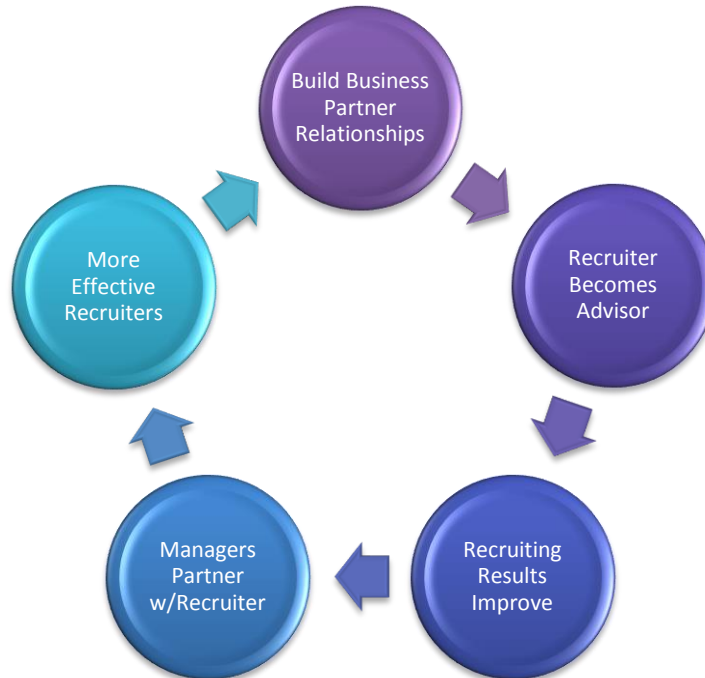 Build Business
Partner
Relationships
Recruiter
Becomes
Advisor
Recruiting
Results
Improve
Managers
Partner
w/Recruiter
More
Effective
Recruiters